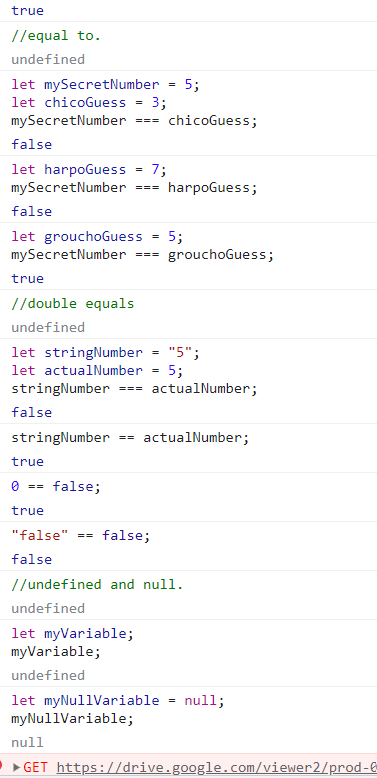 true
//equal to.
undefined
let mySecretNumber = 5;
let chicoGuess = 3;
mySecretNumber === chicoGuess;
false
let harpoGuess = 7;
mySecretNumber === harpoGuess;
false
let grouchoGuess = 5;
mySecretNumber === grouchoGuess;
true
//double equals
undefined
let stringNumber = "5";
let actualNumber = 5;
stringNumber === actualNumber;
false
stringNumber == actualNumber;
true
0 == false;
true
"false" == false;
false
//undefined and null.
undefined
let myVariable;
myVariable;
undefined
let myNullVariable = null;
myNullVariable;
null
GET https://drive.google.com/viewer2/prod-0